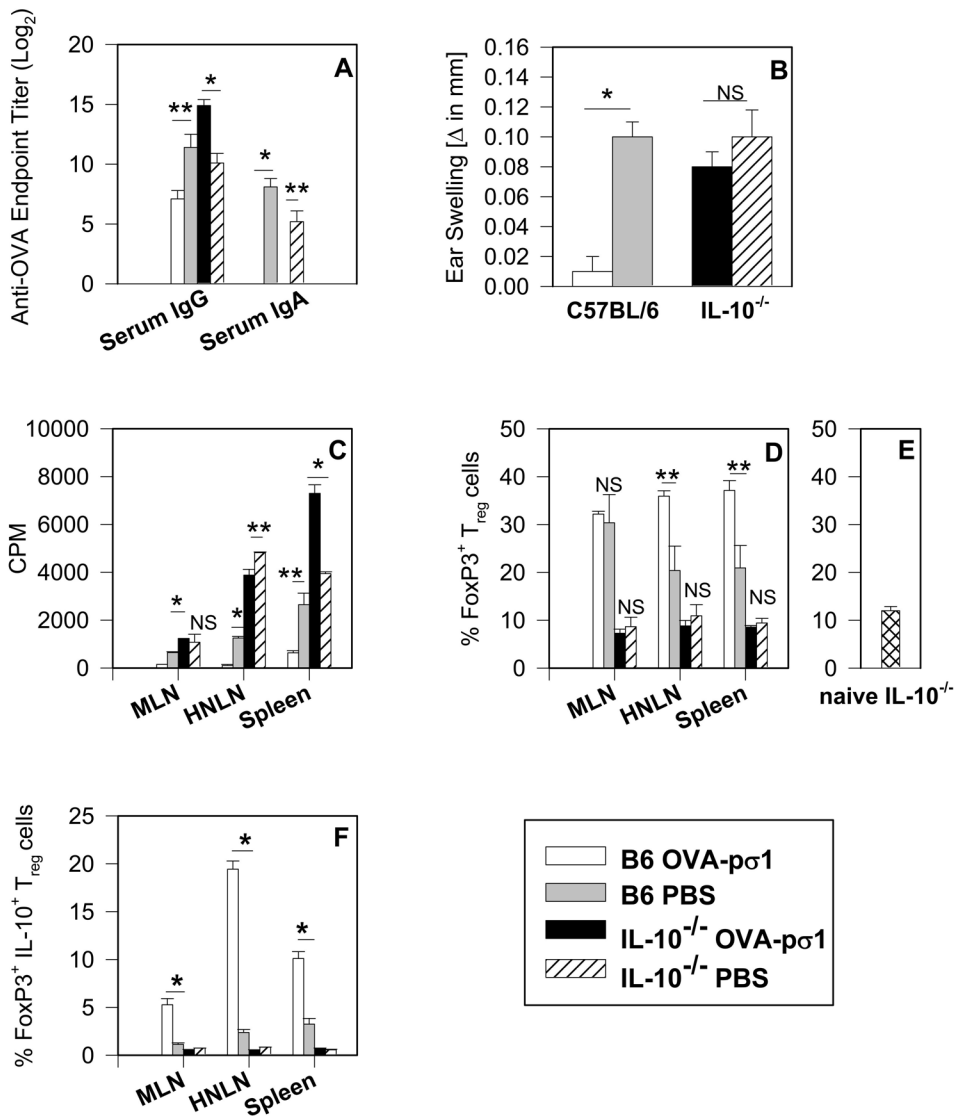 Anti-OVA Endpoint Titer (Log₂)
20
15
10
5
0
A
**
*
*
**
Serum IgG
Serum IgA
Ear Swelling [Δ in mm]
0.16
0.14
0.12
0.10
0.08
0.06
0.04
0.02
0.00
B
*
NS
C57BL/6
IL-10⁻/⁻
CPM
10000
8000
6000
4000
2000
0
C
*
NS
*
**
**
*
MLN
HNLN
Spleen
% FoxP3⁺ T_reg cells
50
40
30
20
10
0
D
NS
NS
**
NS
**
NS
MLN
HNLN
Spleen
50
40
30
20
10
0
E
naive IL-10⁻/⁻
% FoxP3⁺ IL-10⁺ T_reg cells
25
20
15
10
5
0
F
*
*
*
MLN
HNLN
Spleen
B6 OVA-pσ1
B6 PBS
IL-10⁻/⁻ OVA-pσ1
IL-10⁻/⁻ PBS